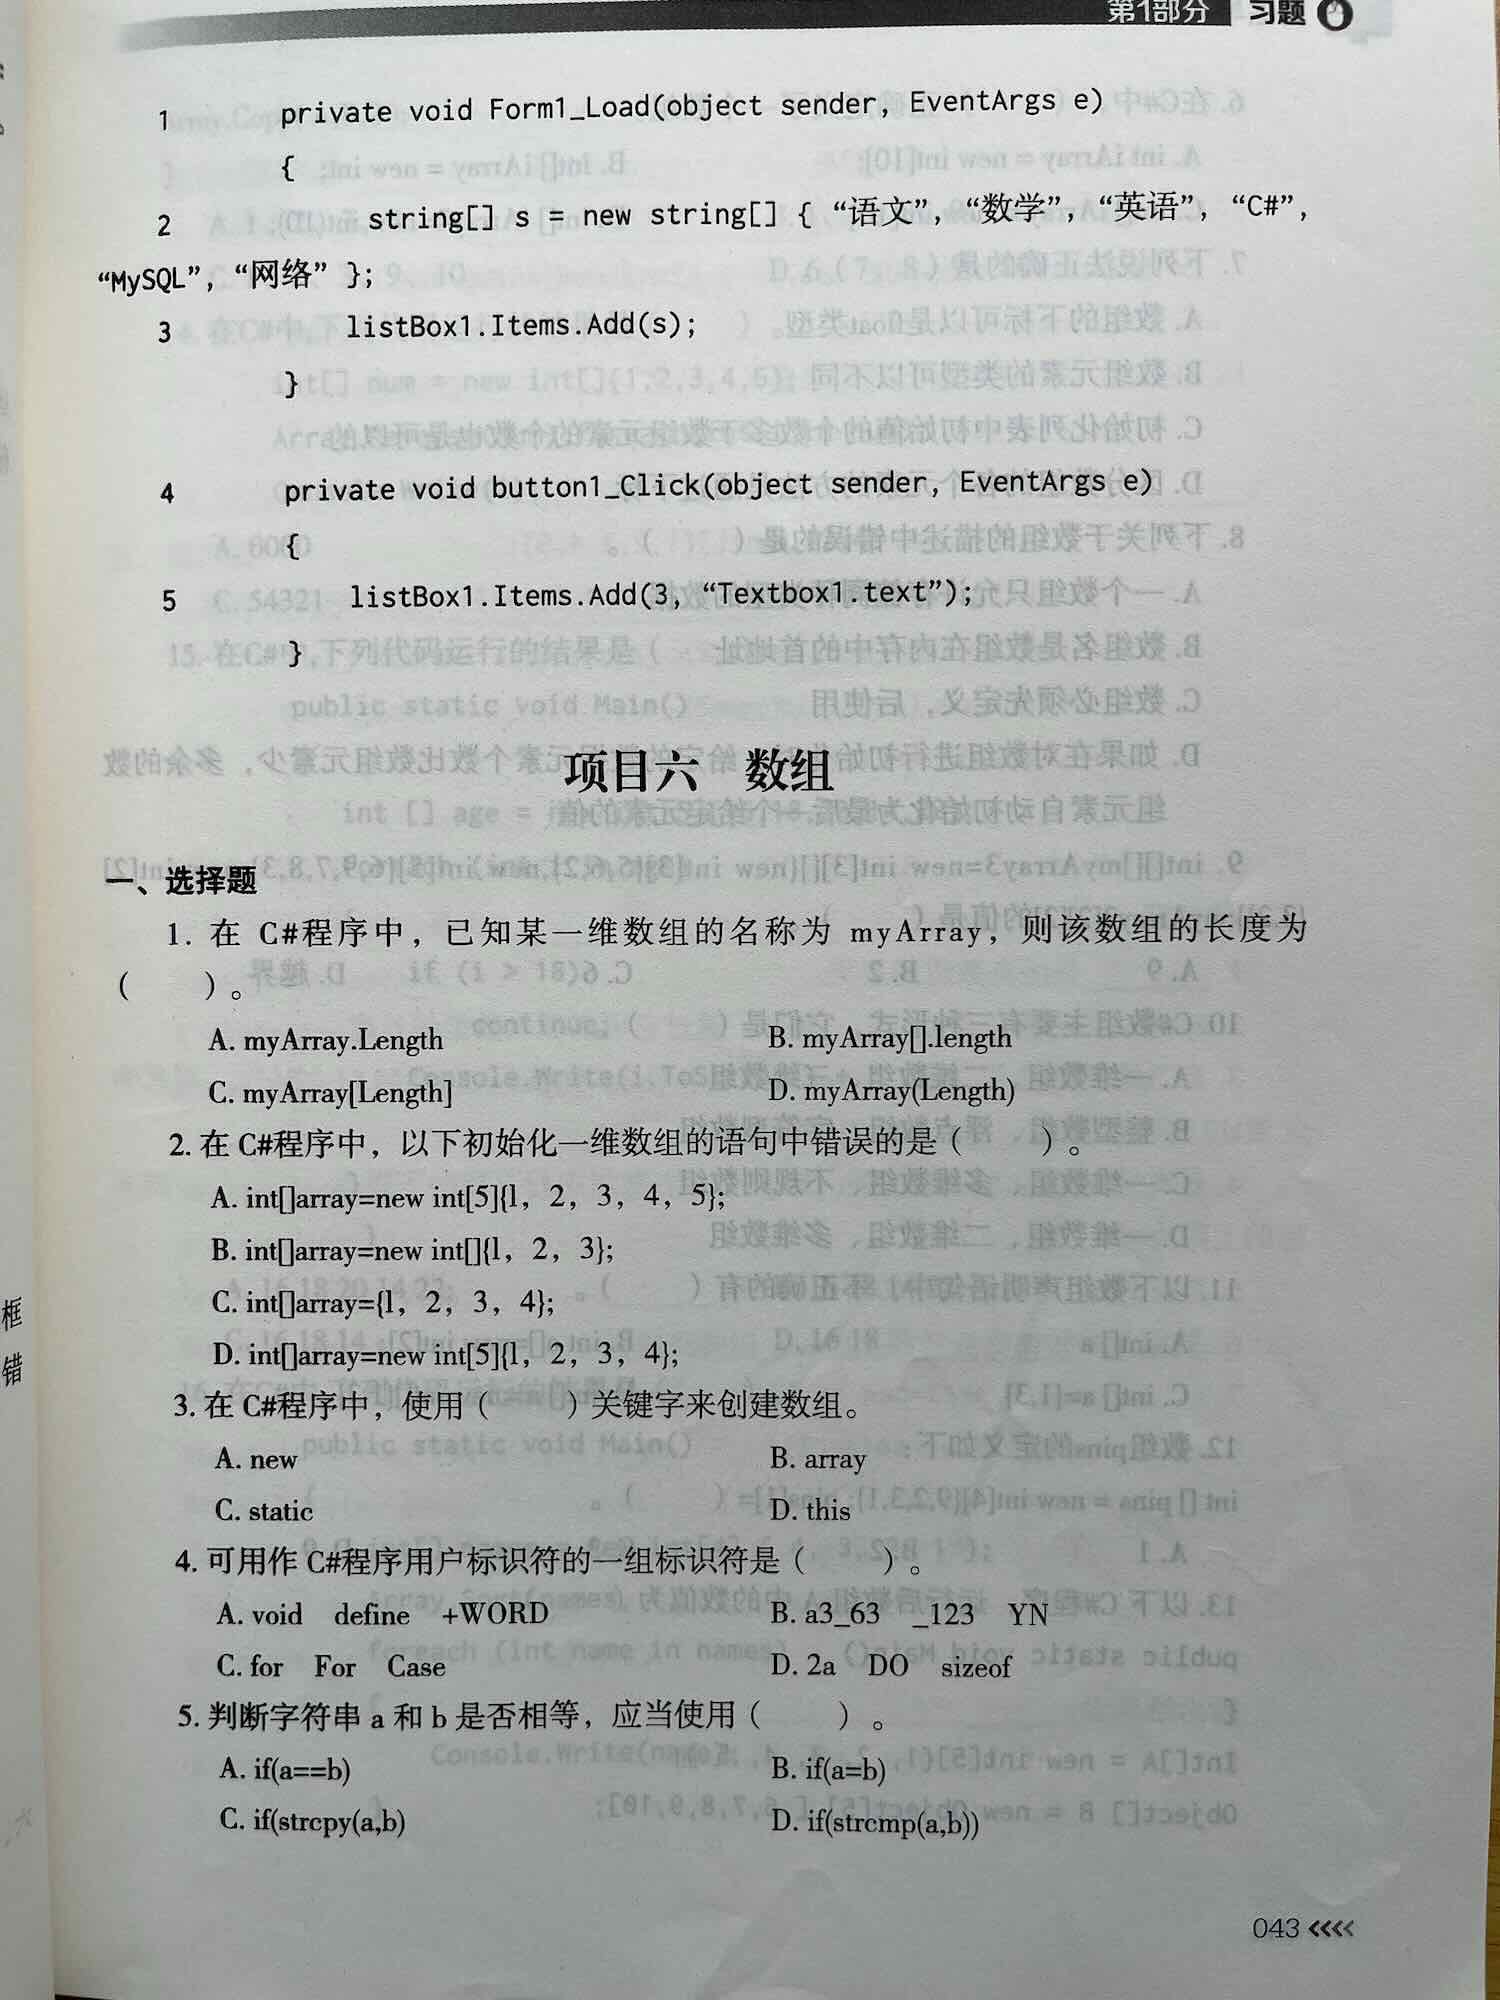 第1部分 习题
1 private void Form1_Load(object sender, EventArgs e)
{
2 string[] s = new string[] { “语文”, “数学”, “英语”, “C#”,
“MySQL”, “网络” };
3 listBox1.Items.Add(s);
}
4 private void button1_Click(object sender, EventArgs e)
{
5 listBox1.Items.Add(3, “Textbox1.text”);
}
项目六 数组
一、选择题
1. 在 C#程序中，已知某一维数组的名称为 myArray，则该数组的长度为
（ ）。
A. myArray.Length B. myArray[].length
C. myArray[Length] D. myArray(Length)
2. 在 C#程序中，以下初始化一维数组的语句中错误的是（ ）。
A. int[]array=new int[5]{1，2，3，4，5};
B. int[]array=new int[]{1，2，3};
C. int[]array={1，2，3，4};
D. int[]array=new int[5]{1，2，3，4};
3. 在 C#程序中，使用（ ）关键字来创建数组。
A. new B. array
C. static D. this
4. 可用作 C#程序用户标识符的一组标识符是（ ）。
A. void define +WORD B. a3_63 _123 YN
C. for For Case D. 2a DO sizeof
5. 判断字符串 a 和 b 是否相等，应当使用（ ）。
A. if(a==b) B. if(a=b)
C. if(strcpy(a,b) D. if(strcmp(a,b))
框
错
043